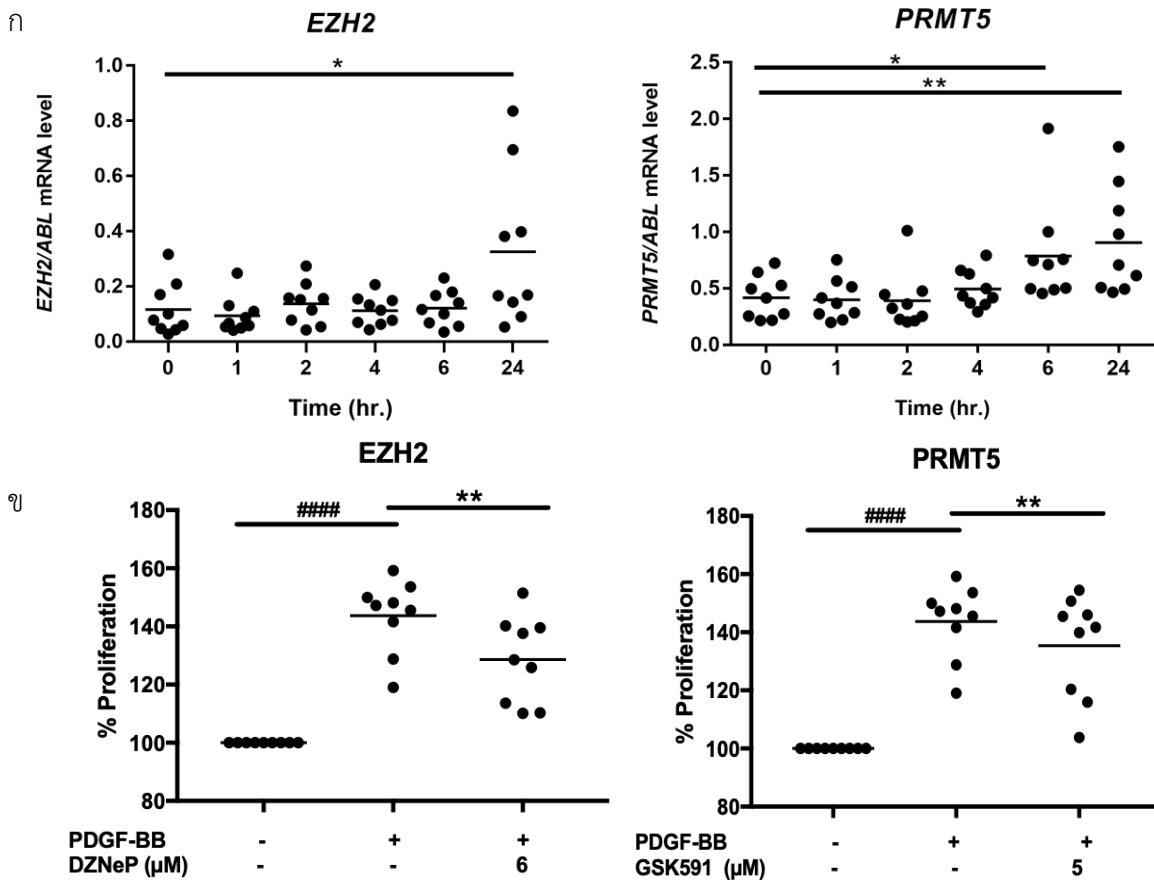 ก
EZH2
PRMT5
EZH2/ABL mRNA level
1.0
0.8
0.6
0.4
0.2
0.0
*
0 1 2 4 6 24
Time (hr.)
PRMT5/ABL mRNA level
2.5
2.0
1.5
1.0
0.5
0.0
*
**
0 1 2 4 6 24
Time (hr.)
ข
EZH2
% Proliferation
180
160
140
120
100
80
####
**
PDGF-BB - + +
DZNeP (µM) - - 6
PRMT5
% Proliferation
180
160
140
120
100
80
####
**
PDGF-BB - + +
GSK591 (µM) - - 5